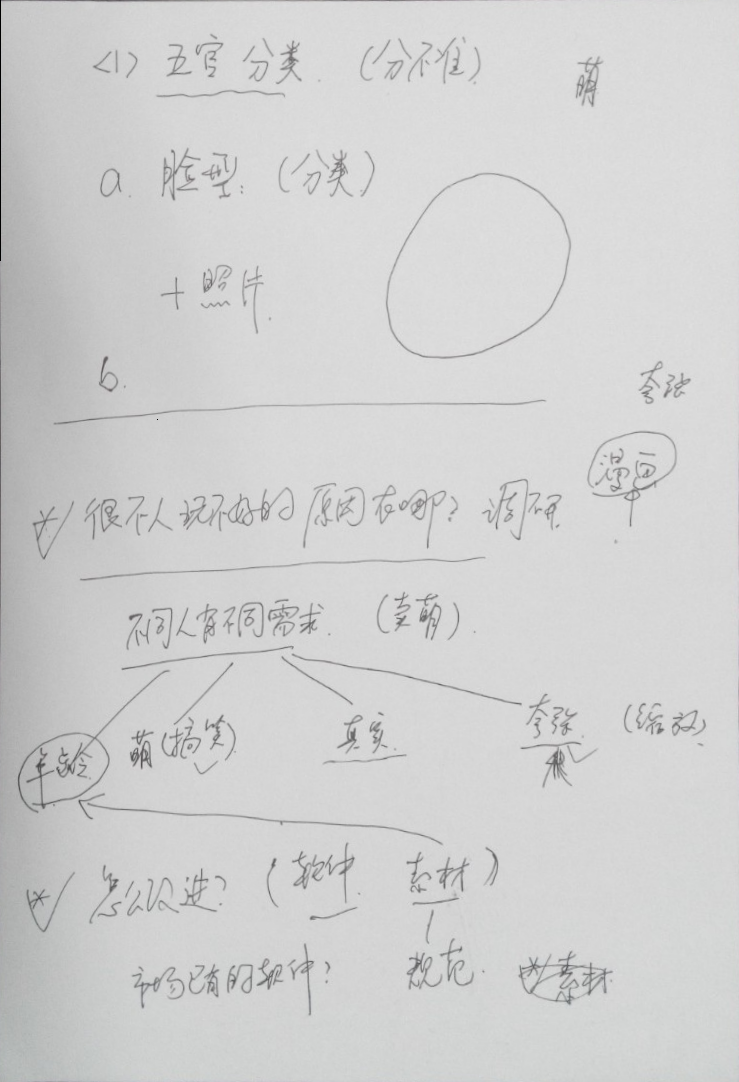 <1> 五官分类 (分不准)
萌
a. 脸型: (分类)
+ 照片
b.
夸张
漫画
很不人玩不好的原因在哪? 调研
不同人有不同需求. (卖萌).
年龄 萌(搞笑) 真实 夸张. (缩放)
怎么改进? (软件. 素材)
市场已有的软件? 规范. 素材